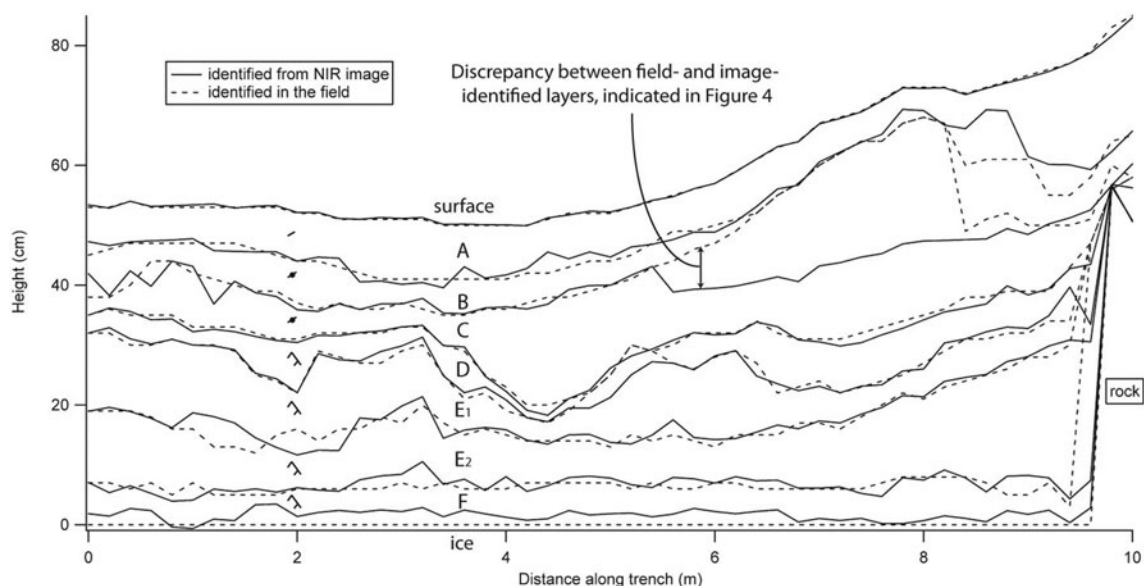 80
60
40
20
0
Height (cm)
identified from NIR image
identified in the field
Discrepancy between field- and image-
identified layers, indicated in Figure 4
surface
A
B
C
D
E1
E2
F
ice
rock
0
2
4
6
8
10
Distance along trench (m)